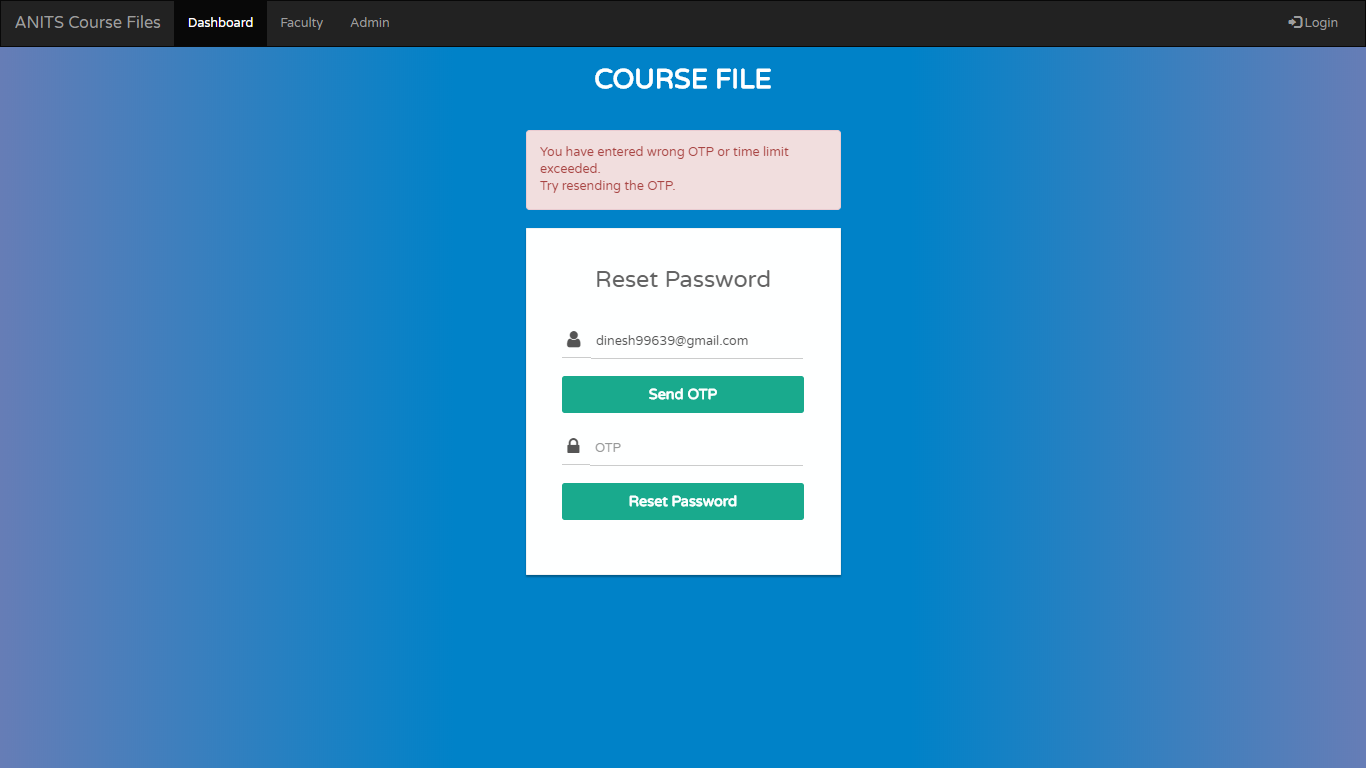 ANITS Course Files Dashboard Faculty Admin Login
COURSE FILE
You have entered wrong OTP or time limit
exceeded.
Try resending the OTP.
Reset Password
dinesh99639@gmail.com
Send OTP
OTP
Reset Password